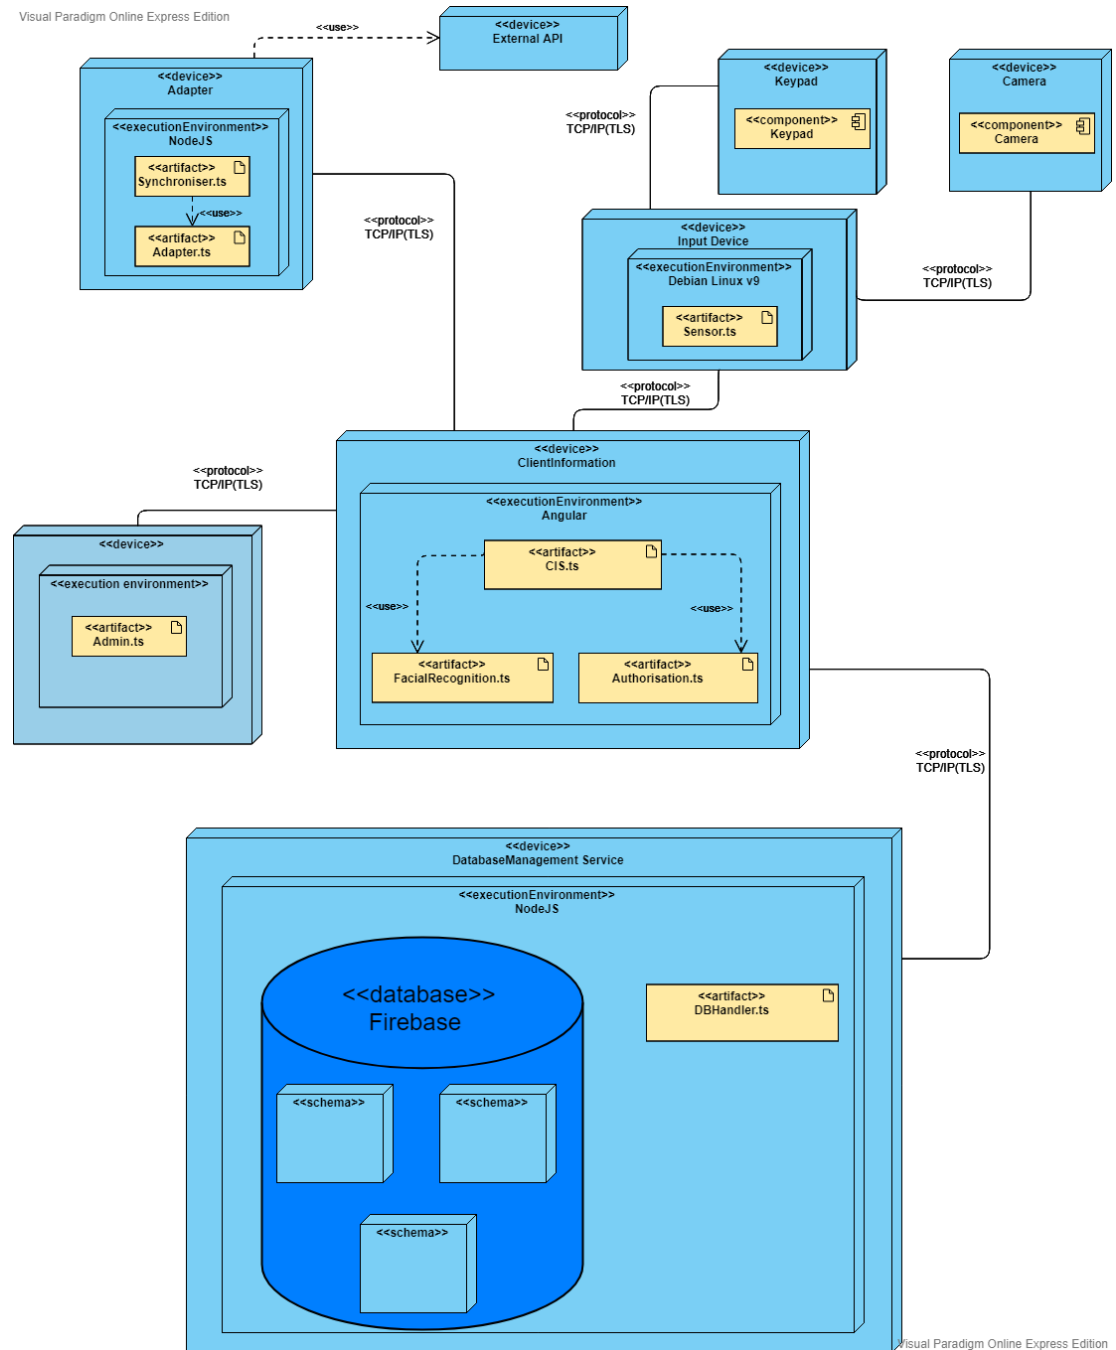 Visual Paradigm Online Express Edition
<<use>>
<<device>>
External API
<<device>>
Adapter
<<executionEnvironment>>
NodeJS
<<artifact>>
Synchroniser.ts
<<use>>
<<artifact>>
Adapter.ts
<<protocol>>
TCP/IP(TLS)
<<protocol>>
TCP/IP(TLS)
<<device>>
Keypad
<<component>>
Keypad
<<device>>
Camera
<<component>>
Camera
<<device>>
Input Device
<<executionEnvironment>>
Debian Linux v9
<<artifact>>
Sensor.ts
<<protocol>>
TCP/IP(TLS)
<<protocol>>
TCP/IP(TLS)
<<device>>
ClientInformation
<<executionEnvironment>>
Angular
<<artifact>>
CIS.ts
<<use>>
<<use>>
<<artifact>>
FacialRecognition.ts
<<artifact>>
Authorisation.ts
<<protocol>>
TCP/IP(TLS)
<<device>>
<<execution environment>>
<<artifact>>
Admin.ts
<<protocol>>
TCP/IP(TLS)
<<device>>
DatabaseManagement Service
<<executionEnvironment>>
NodeJS
<<database>>
Firebase
<<artifact>>
DBHandler.ts
<<schema>>
<<schema>>
<<schema>>
Visual Paradigm Online Express Edition